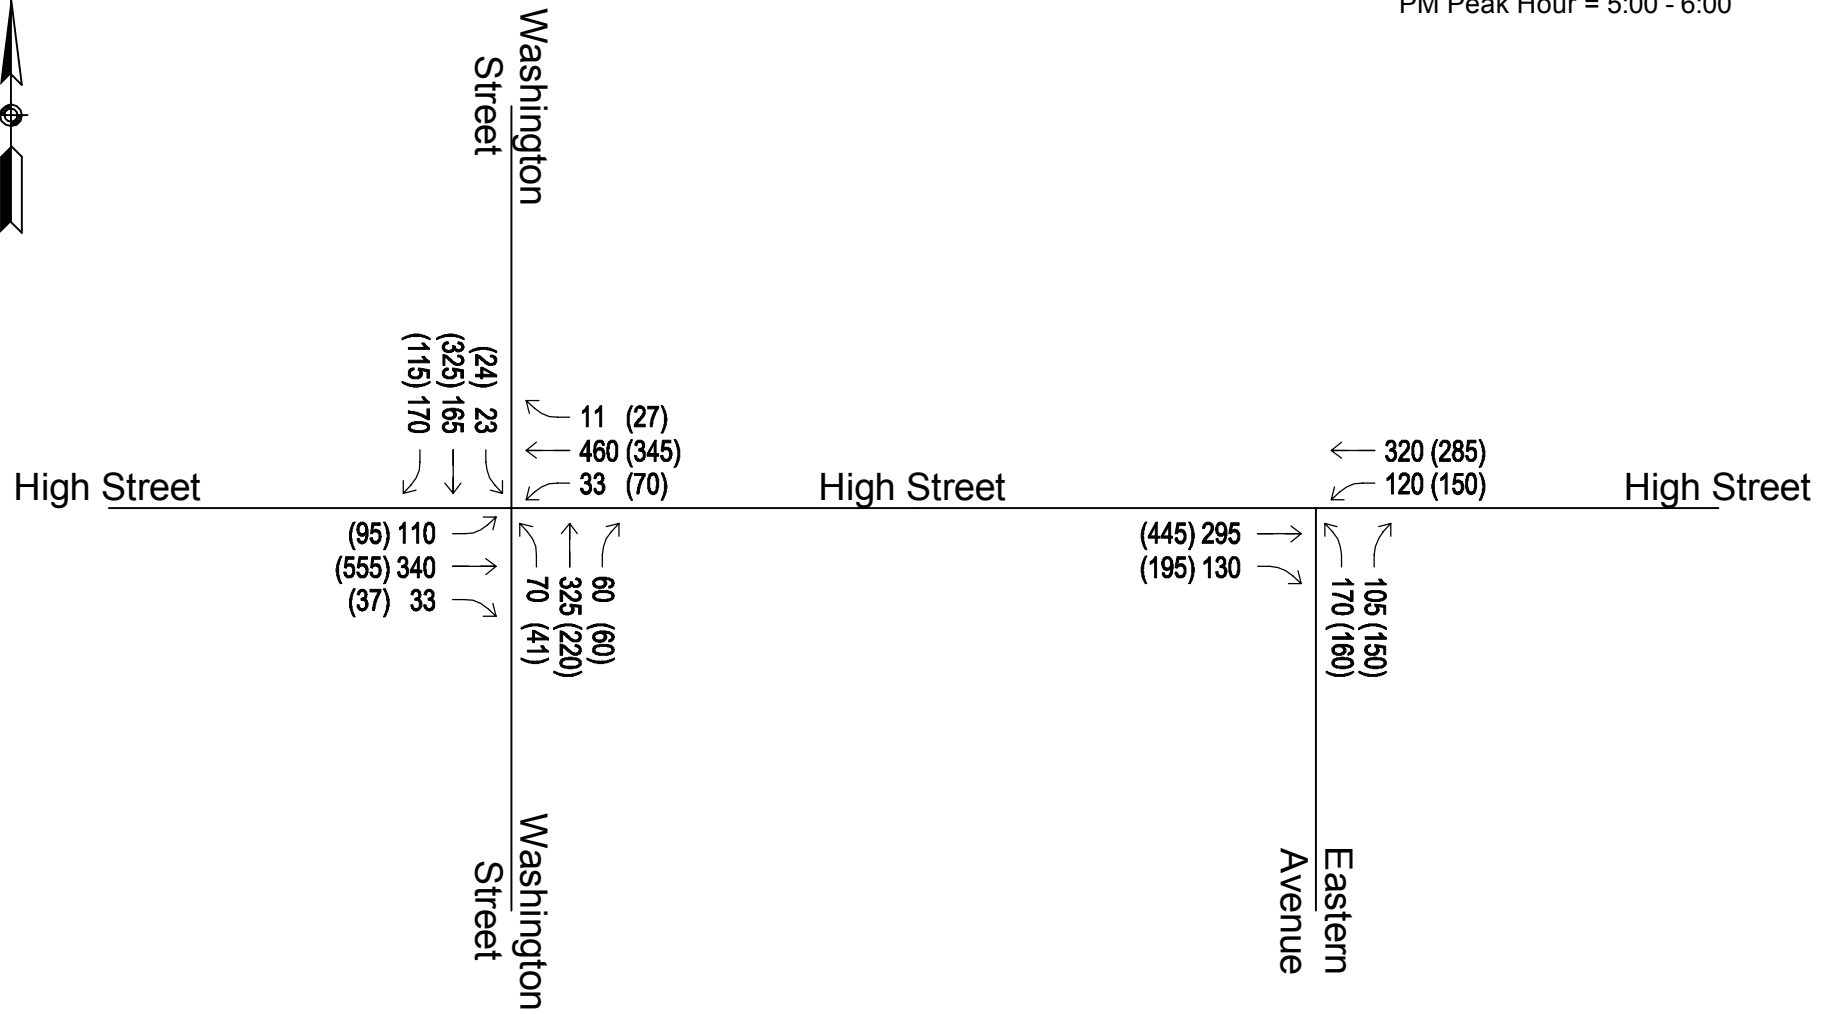 PM Peak Hour = 5:00 - 6:00
Washington
Street
(115) 170
(325) 165
(24) 23
11 (27)
460 (345)
33 (70)
320 (285)
120 (150)
High Street
High Street
High Street
(95) 110
(555) 340
(37) 33
70 (41)
325 (220)
60 (60)
(445) 295
(195) 130
170 (160)
105 (150)
Washington
Street
Eastern
Avenue